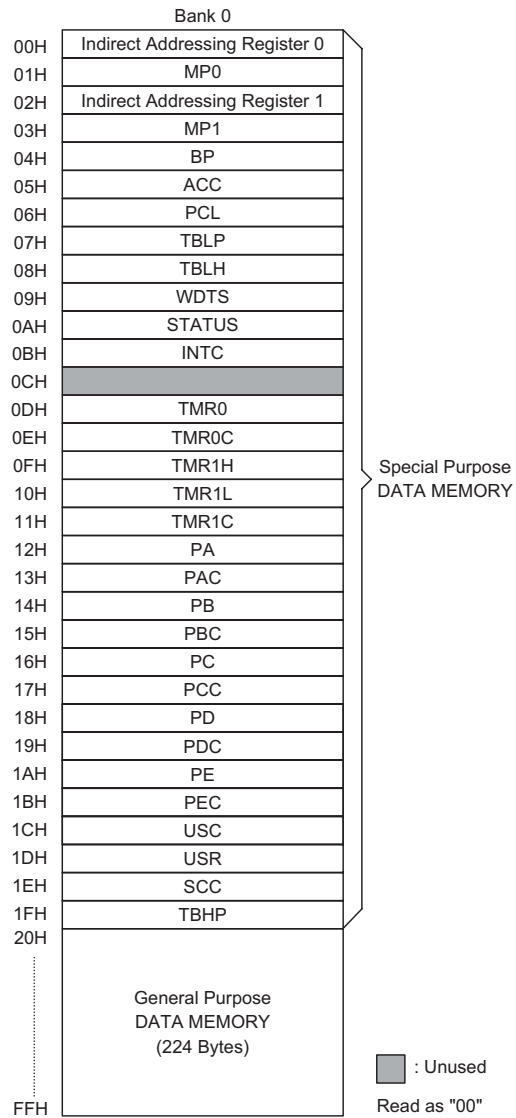 Bank 0
00H Indirect Addressing Register 0
01H MP0
02H Indirect Addressing Register 1
03H MP1
04H BP
05H ACC
06H PCL
07H TBLP
08H TBLH
09H WDTS
0AH STATUS
0BH INTC
0CH
0DH TMR0
0EH TMR0C
0FH TMR1H
10H TMR1L
11H TMR1C
12H PA
13H PAC
14H PB
15H PBC
16H PC
17H PCC
18H PD
19H PDC
1AH PE
1BH PEC
1CH USC
1DH USR
1EH SCC
1FH TBHP
20H
Special Purpose
DATA MEMORY
General Purpose
DATA MEMORY
(224 Bytes)
FFH
: Unused
Read as "00"